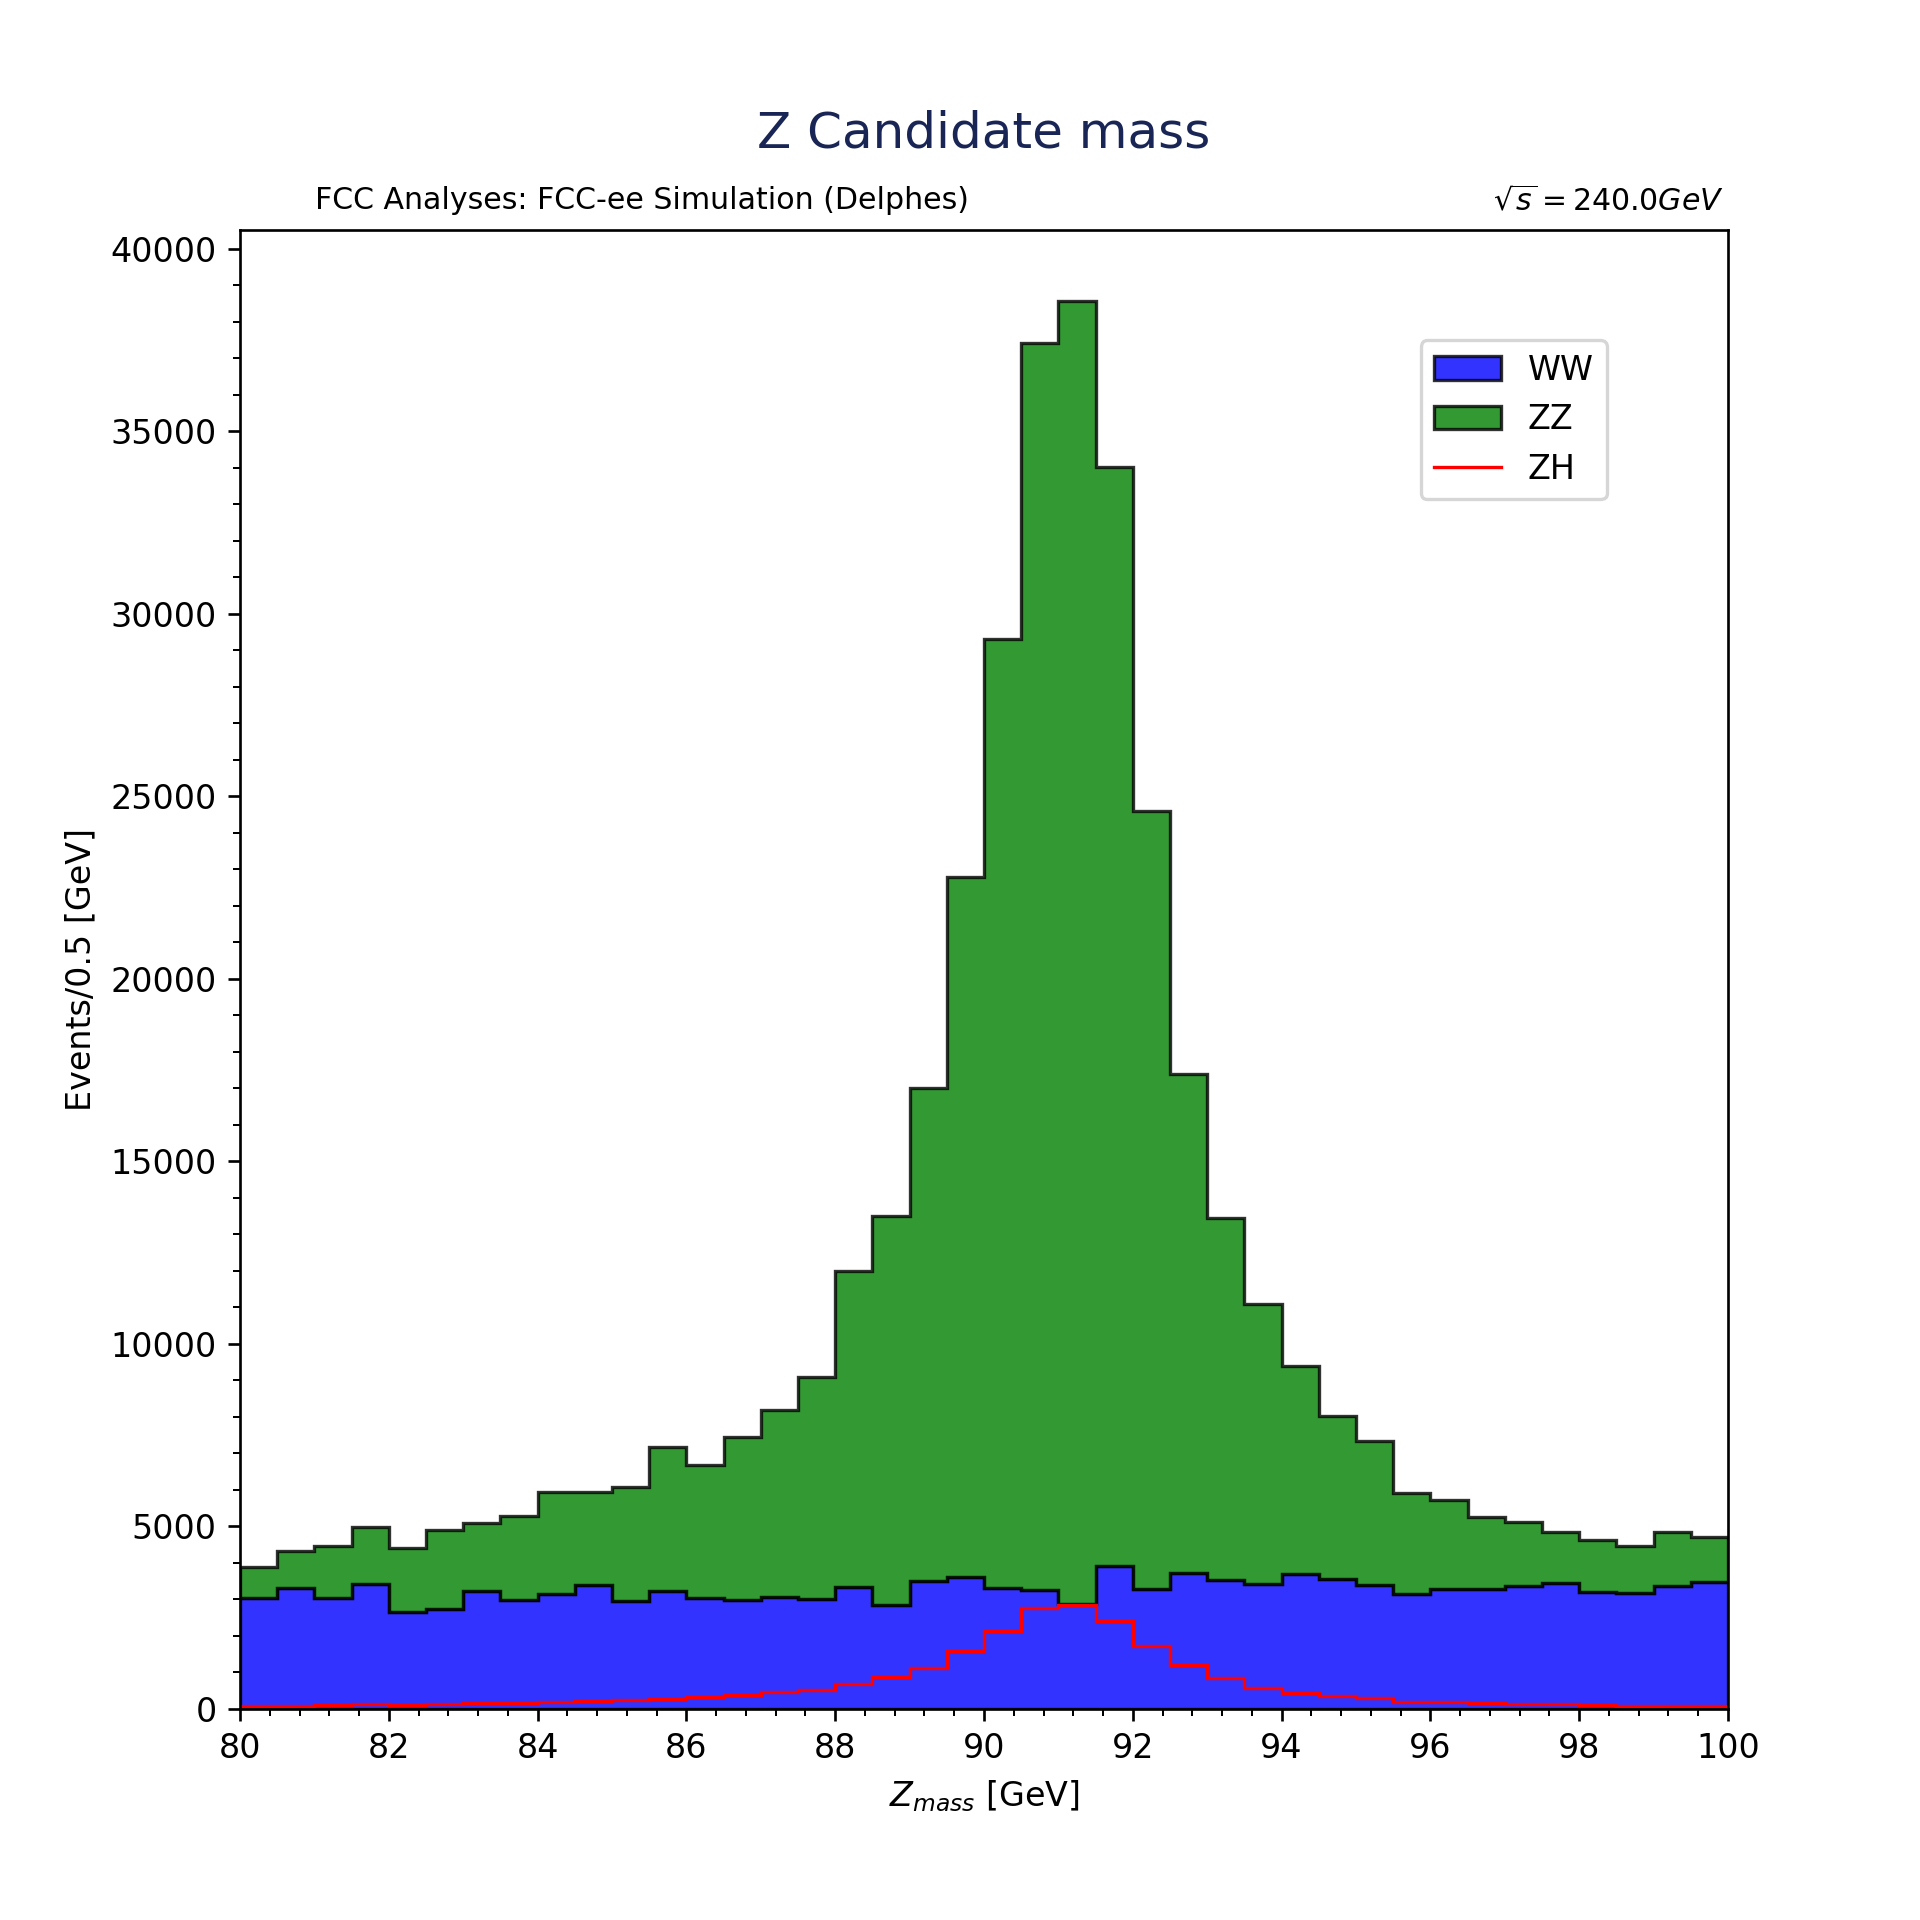 Z Candidate mass
FCC Analyses: FCC-ee Simulation (Delphes)
√s = 240.0GeV
40000
35000
30000
25000
20000
15000
10000
5000
0
Events/0.5 [GeV]
WW
ZZ
ZH
80 82 84 86 88 90 92 94 96 98 100
Z_mass [GeV]